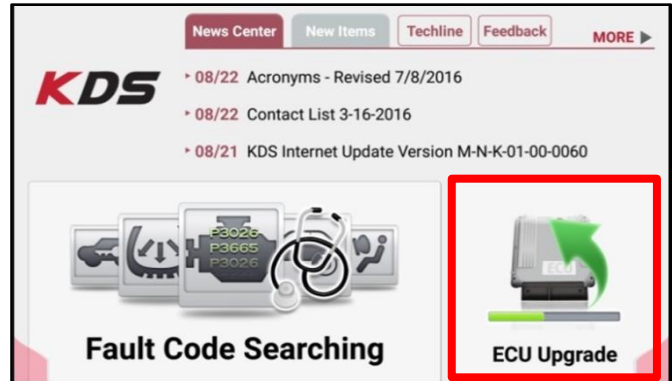 News Center New Items Techline Feedback MORE
KDS
08/22 Acronyms - Revised 7/8/2016
08/22 Contact List 3-16-2016
08/21 KDS Internet Update Version M-N-K-01-00-0060
P3026
P3665
P3026
ECU
Fault Code Searching
ECU Upgrade